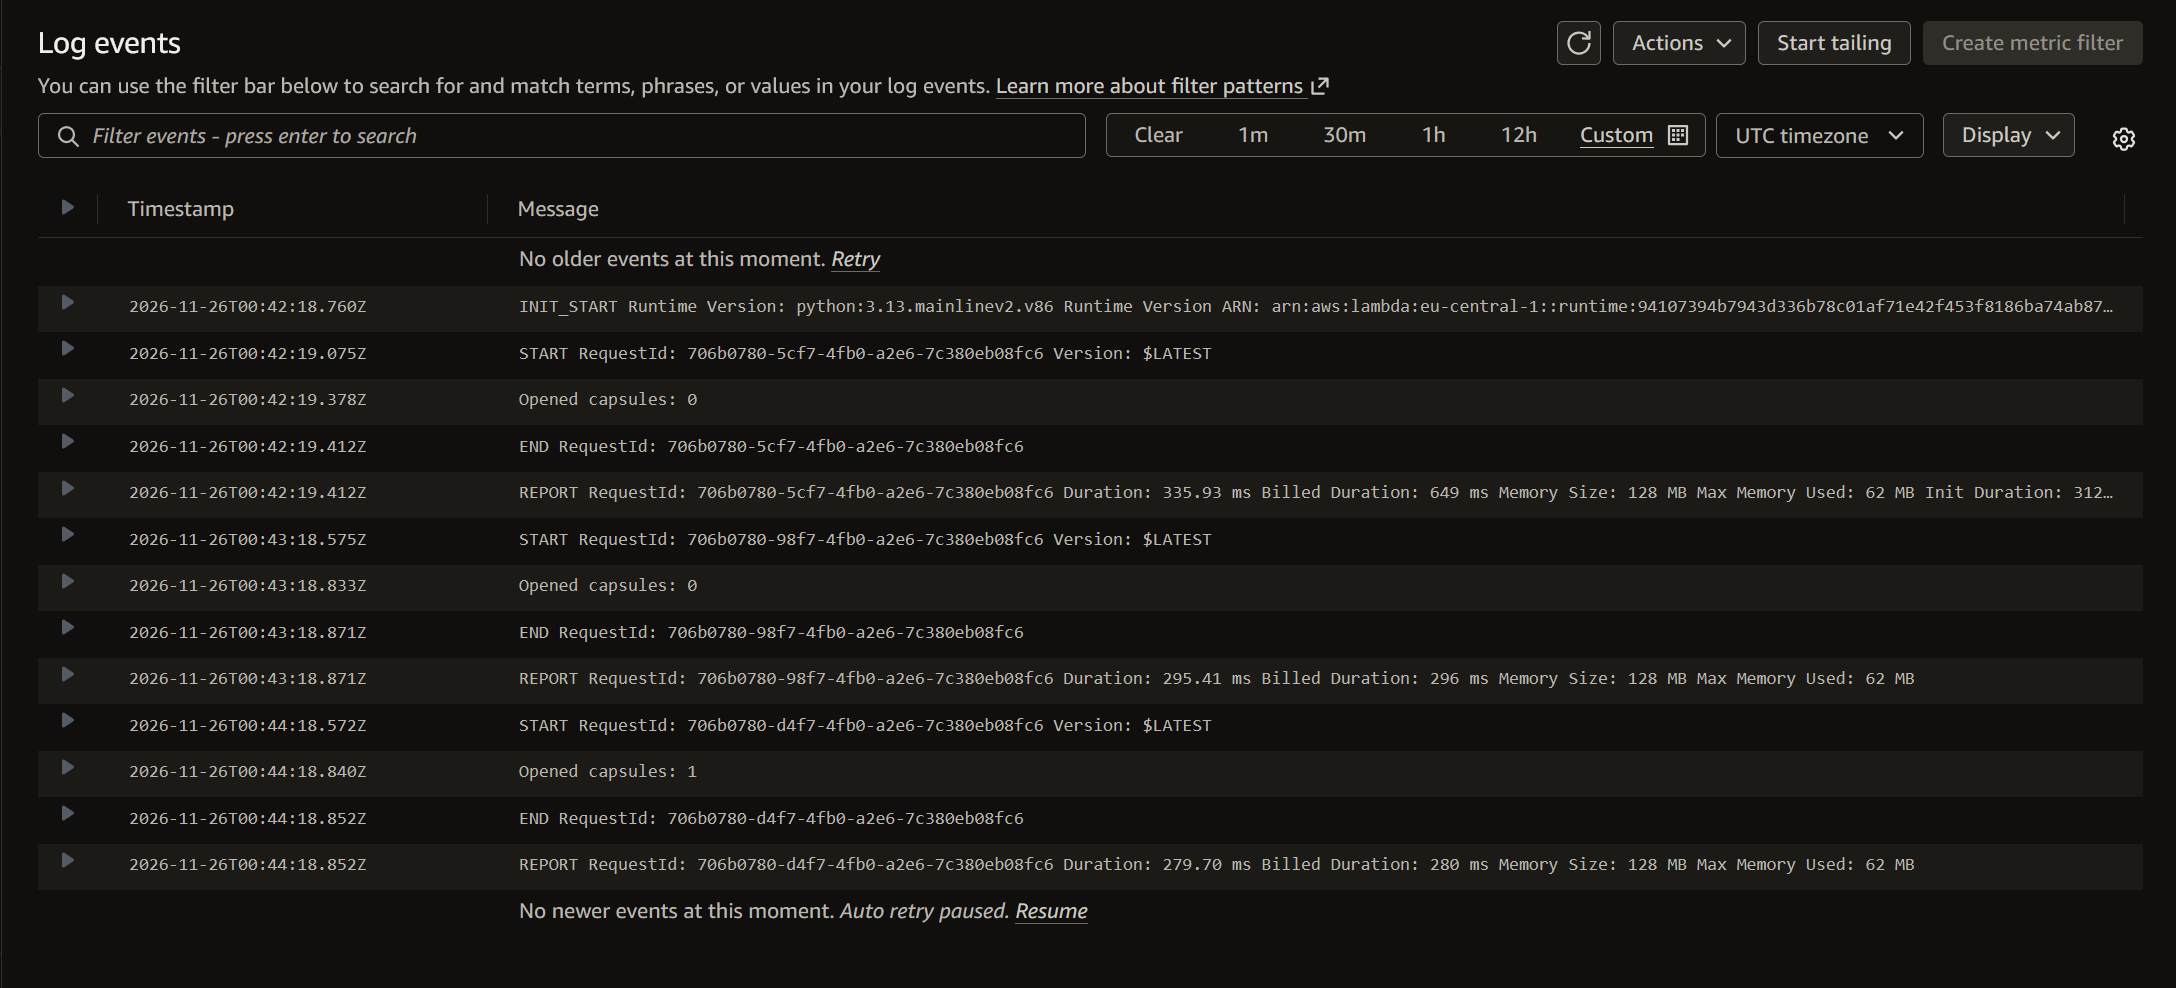 Log events
Actions
Start tailing
Create metric filter
You can use the filter bar below to search for and match terms, phrases, or values in your log events. Learn more about filter patterns
Filter events - press enter to search
Clear 1m 30m 1h 12h Custom
UTC timezone
Display
Timestamp Message
No older events at this moment. Retry
2026-11-26T00:42:18.760Z INIT_START Runtime Version: python:3.13.mainlinev2.v86 Runtime Version ARN: arn:aws:lambda:eu-central-1::runtime:94107394b7943d336b78c01af71e42f453f8186ba74ab87…
2026-11-26T00:42:19.075Z START RequestId: 706b0780-5cf7-4fb0-a2e6-7c380eb08fc6 Version: $LATEST
2026-11-26T00:42:19.378Z Opened capsules: 0
2026-11-26T00:42:19.412Z END RequestId: 706b0780-5cf7-4fb0-a2e6-7c380eb08fc6
2026-11-26T00:42:19.412Z REPORT RequestId: 706b0780-5cf7-4fb0-a2e6-7c380eb08fc6 Duration: 335.93 ms Billed Duration: 649 ms Memory Size: 128 MB Max Memory Used: 62 MB Init Duration: 312…
2026-11-26T00:43:18.575Z START RequestId: 706b0780-98f7-4fb0-a2e6-7c380eb08fc6 Version: $LATEST
2026-11-26T00:43:18.833Z Opened capsules: 0
2026-11-26T00:43:18.871Z END RequestId: 706b0780-98f7-4fb0-a2e6-7c380eb08fc6
2026-11-26T00:43:18.871Z REPORT RequestId: 706b0780-98f7-4fb0-a2e6-7c380eb08fc6 Duration: 295.41 ms Billed Duration: 296 ms Memory Size: 128 MB Max Memory Used: 62 MB
2026-11-26T00:44:18.572Z START RequestId: 706b0780-d4f7-4fb0-a2e6-7c380eb08fc6 Version: $LATEST
2026-11-26T00:44:18.840Z Opened capsules: 1
2026-11-26T00:44:18.852Z END RequestId: 706b0780-d4f7-4fb0-a2e6-7c380eb08fc6
2026-11-26T00:44:18.852Z REPORT RequestId: 706b0780-d4f7-4fb0-a2e6-7c380eb08fc6 Duration: 279.70 ms Billed Duration: 280 ms Memory Size: 128 MB Max Memory Used: 62 MB
No newer events at this moment. Auto retry paused. Resume